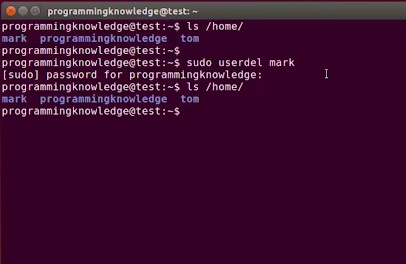 programmingknowledge@test: ~
programmingknowledge@test:~$ ls /home/
mark  programmingknowledge  tom
programmingknowledge@test:~$
programmingknowledge@test:~$ sudo userdel mark
[sudo] password for programmingknowledge:
programmingknowledge@test:~$ ls /home/
mark  programmingknowledge  tom
programmingknowledge@test:~$